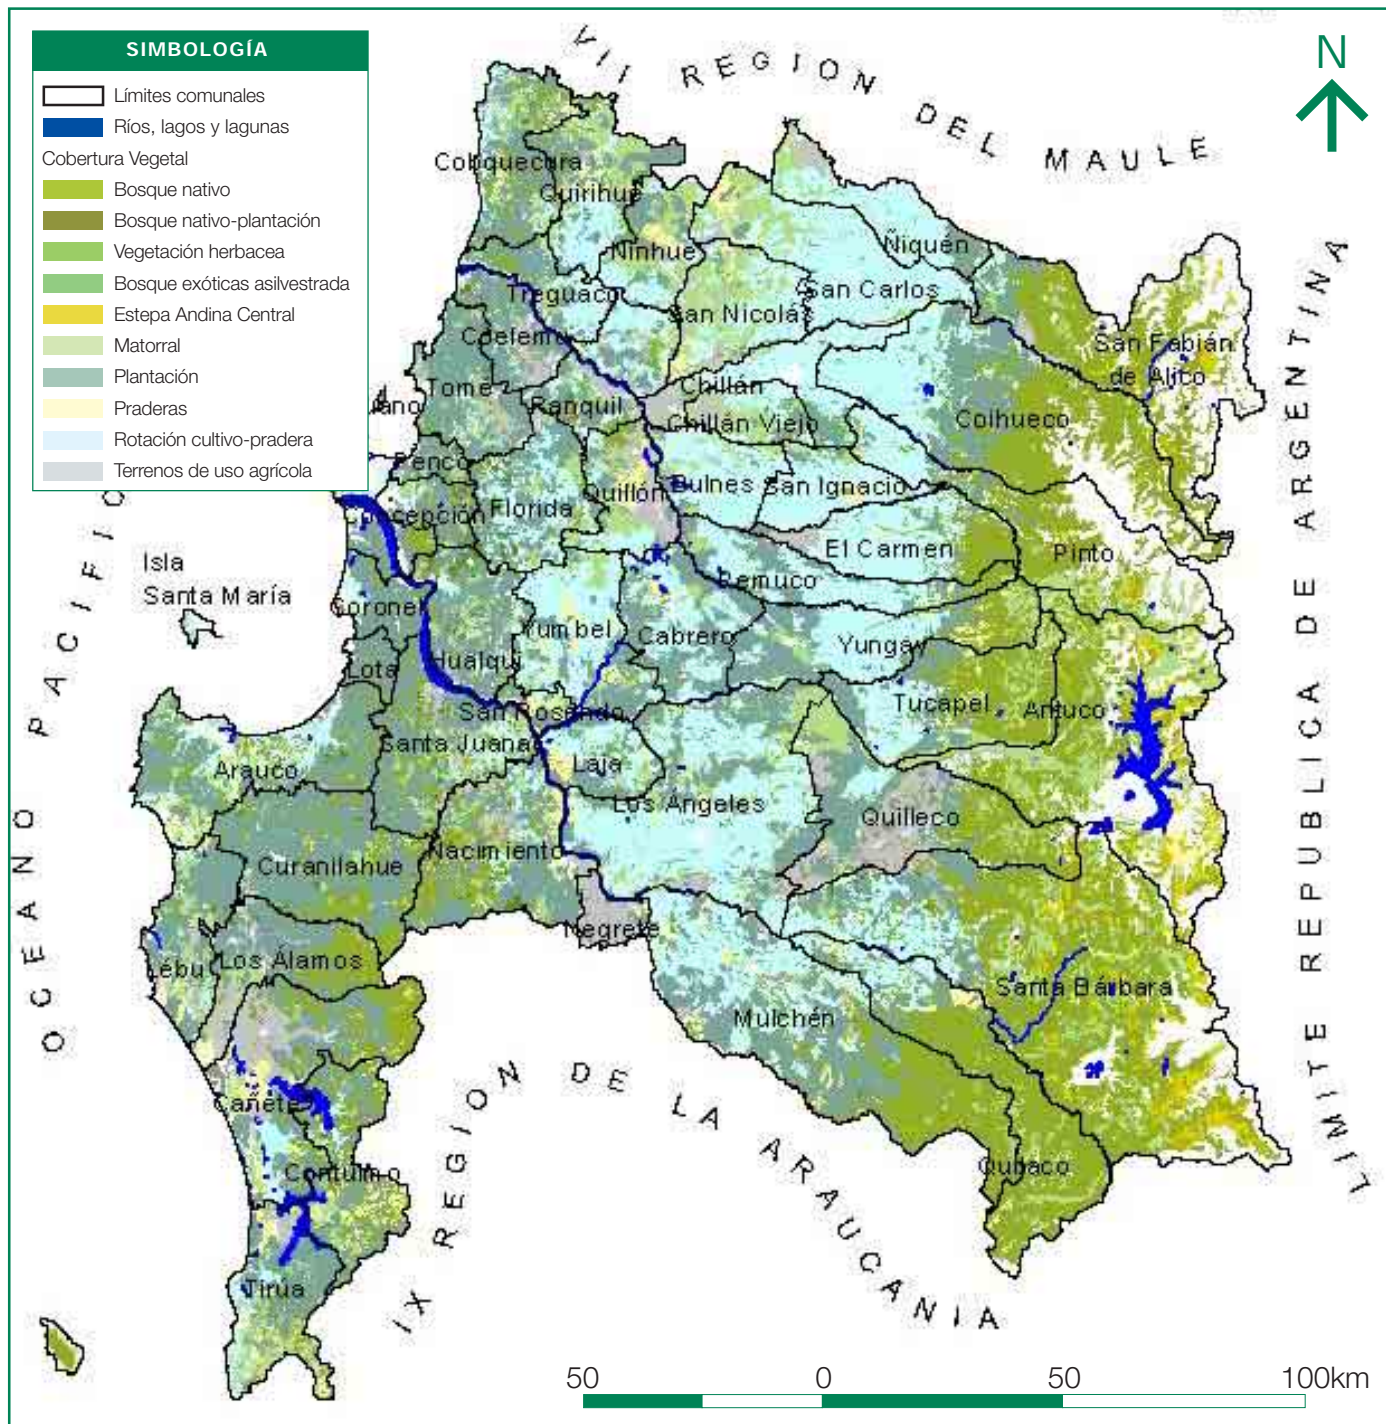 SIMBOLOGÍA
Límites comunales
Ríos, lagos y lagunas
Cobertura Vegetal
Bosque nativo
Bosque nativo-plantación
Vegetación herbacea
Bosque exóticas asilvestrada
Estepa Andina Central
Matorral
Plantación
Praderas
Rotación cultivo-pradera
Terrenos de uso agrícola
VII REGION DEL MAULE
N
Cobquecura
Quirihue
Ninhue
Ñiquén
Treguaco
San Carlos
San Nicolás
Coelemu
San Fabián
de Alico
Tomé
Chillán
Ranquil
Chillán Viejo
Coihueco
Penco
Quillón
Bulnes
San Ignacio
Concepción
Florida
El Carmen
Pinto
Isla
Santa María
Pemuco
Coronel
Yumbel
Cabrero
Yungay
Hualqui
Lota
San Rosendo
Tucapel
Antuco
Santa Juana
Laja
Arauco
Los Ángeles
Quilleco
Curanilahue
Nacimiento
Negrete
Lebu
Los Álamos
Santa Bárbara
Mulchén
Cañete
Contulmo
Quilaco
Tirúa
OCEANO PACIFICO
LIMITE REPUBLICA DE ARGENTINA
IX REGION DE LA ARAUCANIA
50 0 50 100km